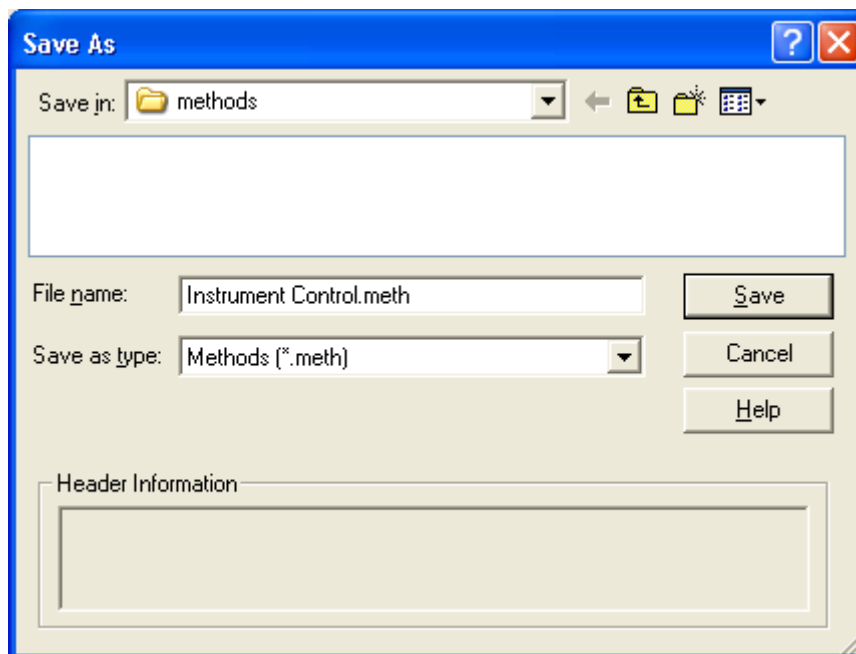 Save As
Save in: methods
File name: Instrument Control.meth
Save
Save as type: Methods (*.meth)
Cancel
Help
Header Information